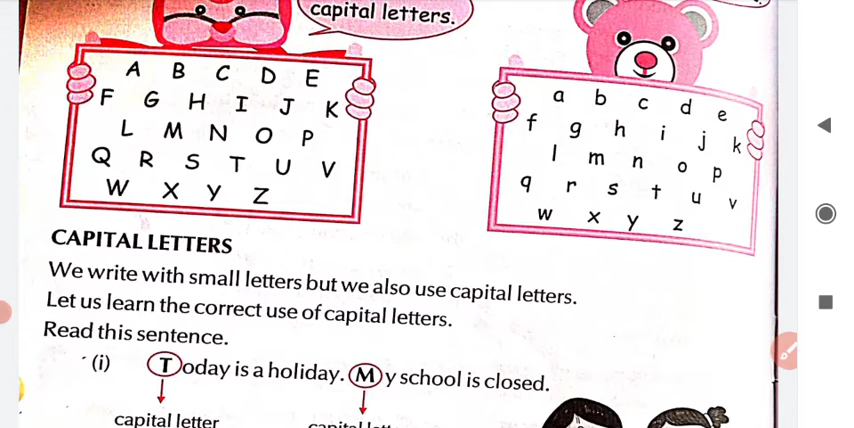 capital letters.
A B C D E
F G H I J K
L M N O P
Q R S T U V
W X Y Z
a b c d e
f g h i j k
l m n o p
q r s t u v
w x y z
CAPITAL LETTERS
We write with small letters but we also use capital letters.
Let us learn the correct use of capital letters.
Read this sentence.
(i) Today is a holiday. My school is closed.
capital letter